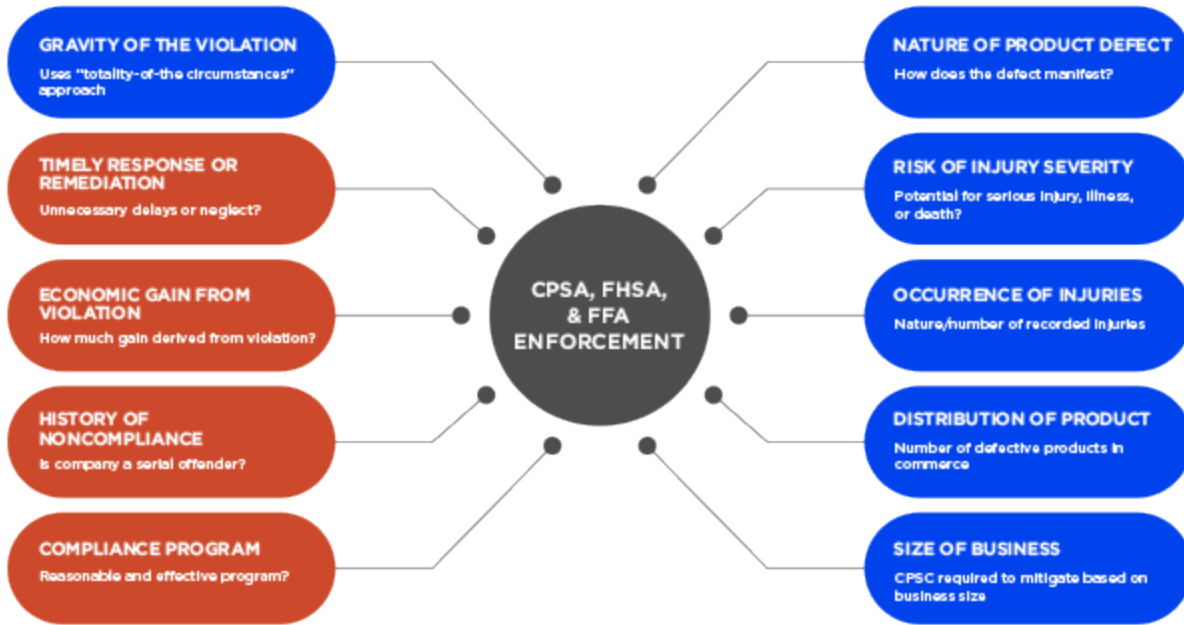 GRAVITY OF THE VIOLATION
Uses "totality-of-the circumstances"
approach
TIMELY RESPONSE OR
REMEDIATION
Unnecessary delays or neglect?
ECONOMIC GAIN FROM
VIOLATION
How much gain derived from violation?
HISTORY OF
NONCOMPLIANCE
Is company a serial offender?
COMPLIANCE PROGRAM
Reasonable and effective program?
CPSA, FHSA,
& FFA
ENFORCEMENT
NATURE OF PRODUCT DEFECT
How does the defect manifest?
RISK OF INJURY SEVERITY
Potential for serious injury, illness,
or death?
OCCURRENCE OF INJURIES
Nature/number of recorded injuries
DISTRIBUTION OF PRODUCT
Number of defective products in
commerce
SIZE OF BUSINESS
CPSC required to mitigate based on
business size